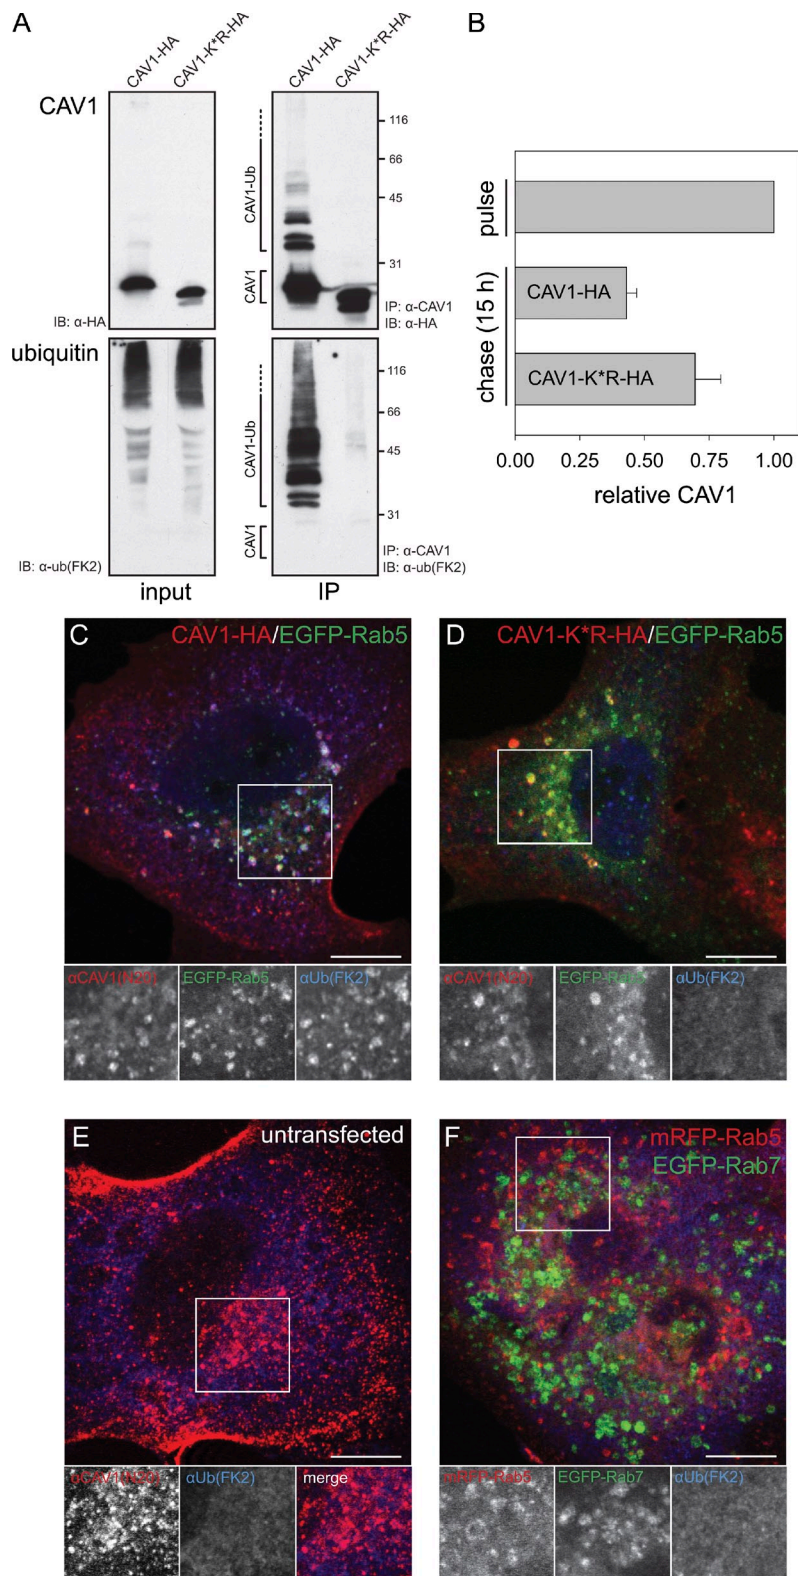 A
CAV1-HA
CAV1-K*R-HA
CAV1-HA
CAV1-K*R-HA
CAV1
IB: α-HA
CAV1-Ub
CAV1
116
66
45
31
IP: α-CAV1
IB: α-HA
ubiquitin
IB: α-ub(FK2)
CAV1-Ub
CAV1
116
66
45
31
IP: α-CAV1
IB: α-ub(FK2)
input
IP
B
pulse
chase (15 h)
CAV1-HA
CAV1-K*R-HA
0.00 0.25 0.50 0.75 1.00
relative CAV1
C
CAV1-HA/EGFP-Rab5
αCAV1(N20)
EGFP-Rab5
αUb(FK2)
D
CAV1-K*R-HA/EGFP-Rab5
αCAV1(N20)
EGFP-Rab5
αUb(FK2)
E
untransfected
αCAV1(N20)
αUb(FK2)
merge
F
mRFP-Rab5
EGFP-Rab7
mRFP-Rab5
EGFP-Rab7
αUb(FK2)